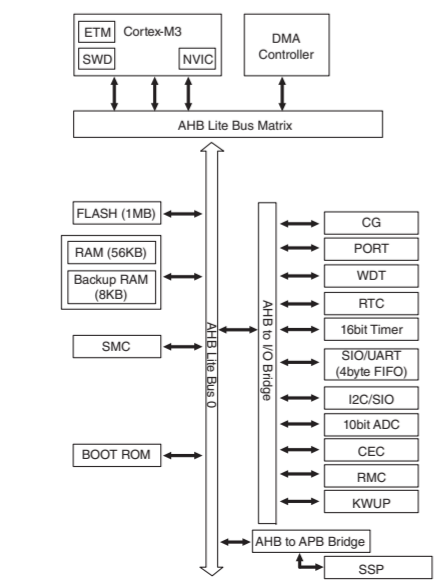 ETM
Cortex-M3
SWD
NVIC
DMA
Controller
AHB Lite Bus Matrix
FLASH (1MB)
RAM (56KB)
Backup RAM
(8KB)
SMC
BOOT ROM
AHB Lite Bus 0
AHB to I/O Bridge
CG
PORT
WDT
RTC
16bit Timer
SIO/UART
(4byte FIFO)
I2C/SIO
10bit ADC
CEC
RMC
KWUP
AHB to APB Bridge
SSP